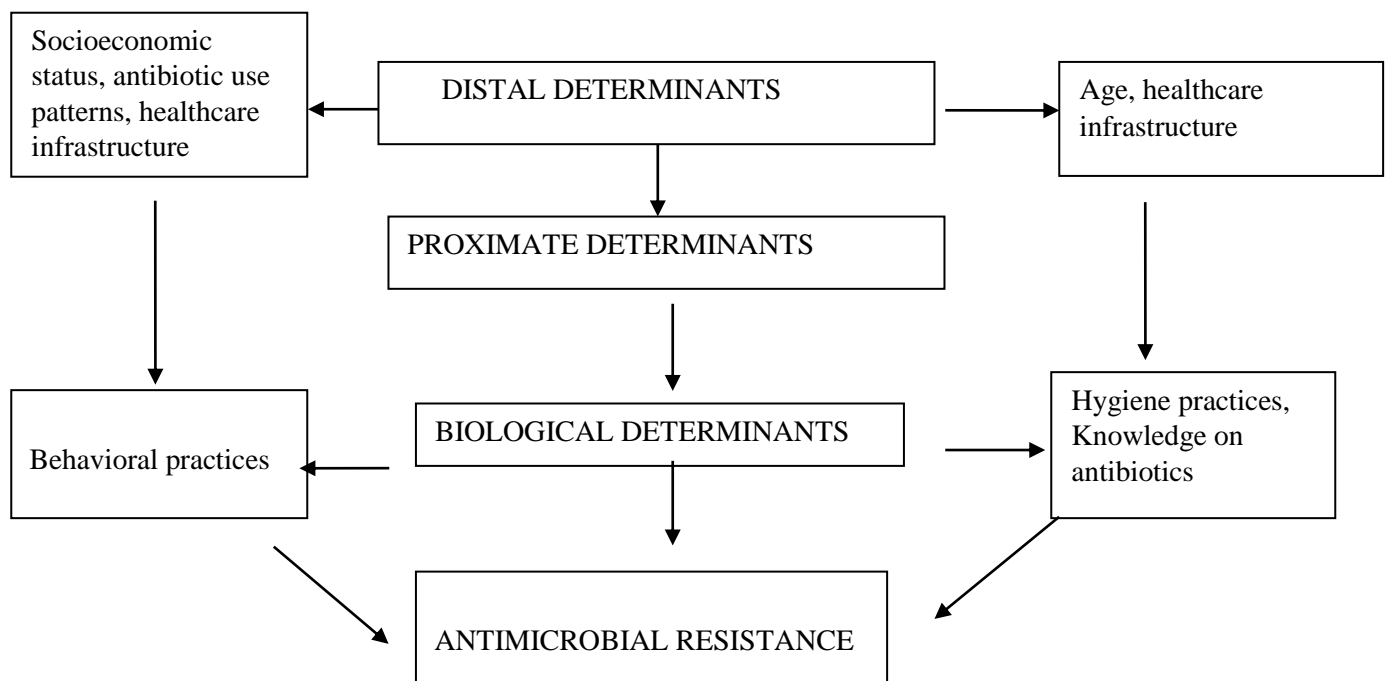 Socioeconomic
status, antibiotic use
patterns, healthcare
infrastructure
DISTAL DETERMINANTS
Age, healthcare
infrastructure
PROXIMATE DETERMINANTS
Behavioral practices
BIOLOGICAL DETERMINANTS
Hygiene practices,
Knowledge on
antibiotics
ANTIMICROBIAL RESISTANCE